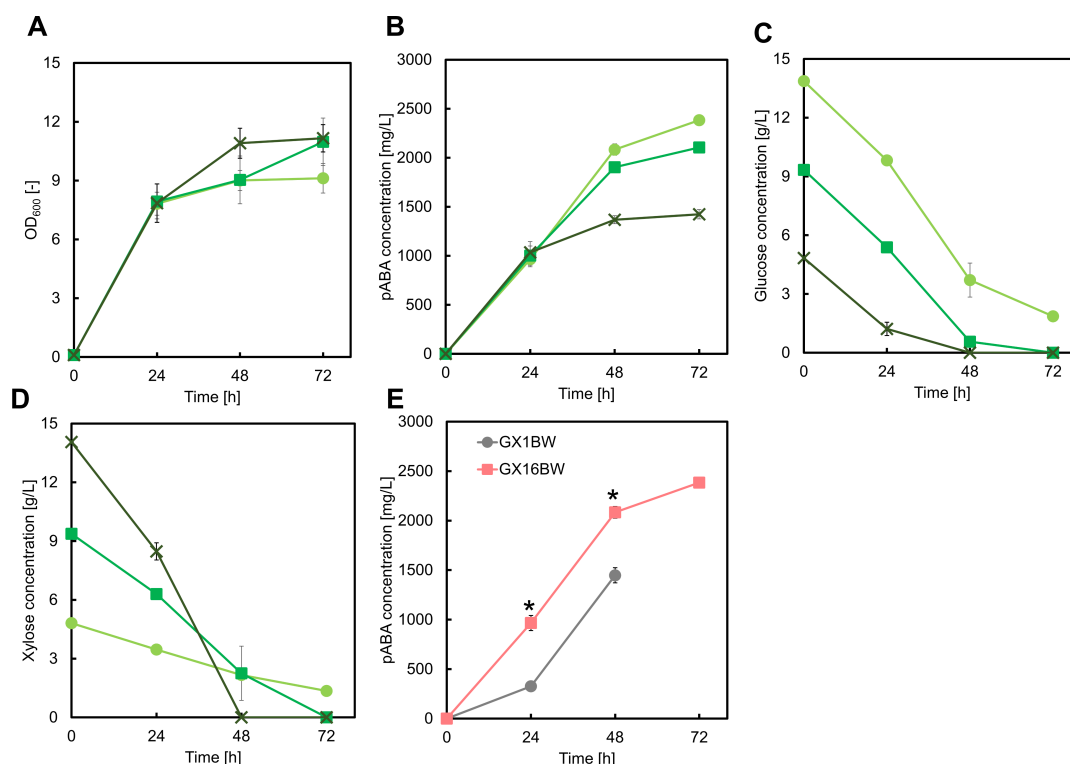 A
15
12
9
6
3
0
OD600 [-]
0 24 48 72
Time [h]
B
3000
2500
2000
1500
1000
500
0
pABA concentration [mg/L]
0 24 48 72
Time [h]
C
15
12
9
6
3
0
Glucose concentration [g/L]
0 24 48 72
Time [h]
D
15
12
9
6
3
0
Xylose concentration [g/L]
0 24 48 72
Time [h]
E
3000
2500
2000
1500
1000
500
0
pABA concentration [mg/L]
GX1BW
GX16BW
*
*
0 24 48 72
Time [h]